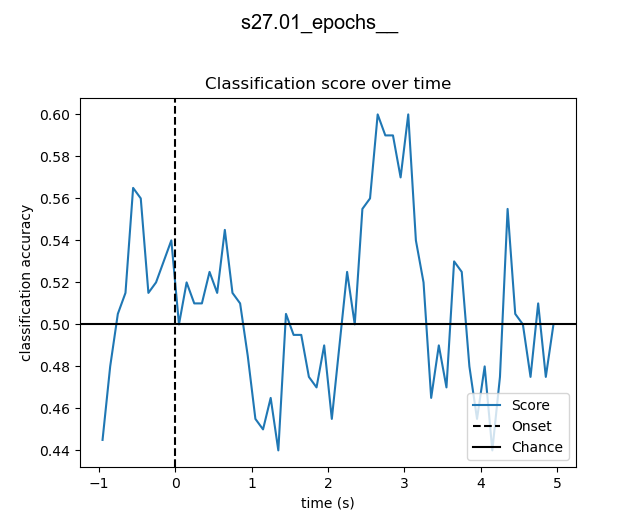 s27.01_epochs__
Classification score over time
classification accuracy
0.60
0.58
0.56
0.54
0.52
0.50
0.48
0.46
0.44
−1
0
1
2
3
4
5
time (s)
Score
Onset
Chance